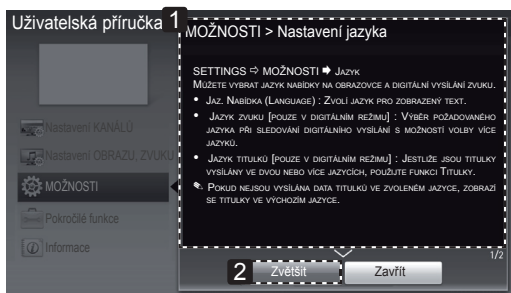 Uživatelská příručka
1
MOŽNOSTI > Nastavení jazyka
SETTINGS ⇨ MOŽNOSTI ➡ Jazyk
Můžete vybrat jazyk nabídky na obrazovce a digitální vysílání zvuku.
• Jaz. Nabídka (Language) : Zvolí jazyk pro zobrazený text.
• Jazyk zvuku [pouze v digitálním režimu] : Výběr požadovaného
jazyka při sledování digitálního vysílání s možností volby více
jazyků.
• Jazyk titulků [pouze v digitálním režimu] : Jestliže jsou titulky
vysílány ve dvou nebo více jazycích, použijte funkci Titulky.
✎ Pokud nejsou vysílána data titulků ve zvoleném jazyce, zobrazí
se titulky ve výchozím jazyce.
Nastavení KANÁLŮ
Nastavení OBRAZU, ZVUKU
MOŽNOSTI
Pokročilé funkce
Informace
1/2
2
Zvětšit
Zavřít